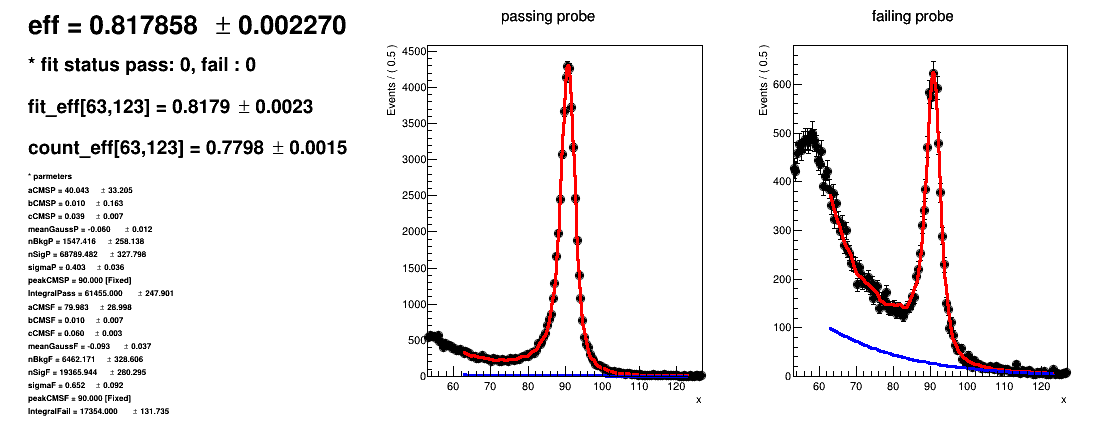 eff = 0.817858 ± 0.002270
* fit status pass: 0, fail : 0
fit_eff[63,123] = 0.8179 ± 0.0023
count_eff[63,123] = 0.7798 ± 0.0015
* parmeters
aCMSP = 40.043 ± 33.205
bCMSP = 0.010 ± 0.163
cCMSP = 0.039 ± 0.007
meanGaussP = -0.060 ± 0.012
nBkgP = 1547.416 ± 258.138
nSigP = 68789.482 ± 327.798
sigmaP = 0.403 ± 0.036
peakCMSP = 90.000 [Fixed]
IntegralPass = 61455.000 ± 247.901
aCMSF = 79.983 ± 28.998
bCMSF = 0.010 ± 0.007
cCMSF = 0.060 ± 0.003
meanGaussF = -0.093 ± 0.037
nBkgF = 6462.171 ± 328.606
nSigF = 19365.944 ± 280.295
sigmaF = 0.652 ± 0.092
peakCMSF = 90.000 [Fixed]
IntegralFail = 17354.000 ± 131.735
passing probe
Events / ( 0.5 )
4500
4000
3500
3000
2500
2000
1500
1000
500
0
60 70 80 90 100 110 120
x
failing probe
Events / ( 0.5 )
600
500
400
300
200
100
0
60 70 80 90 100 110 120
x